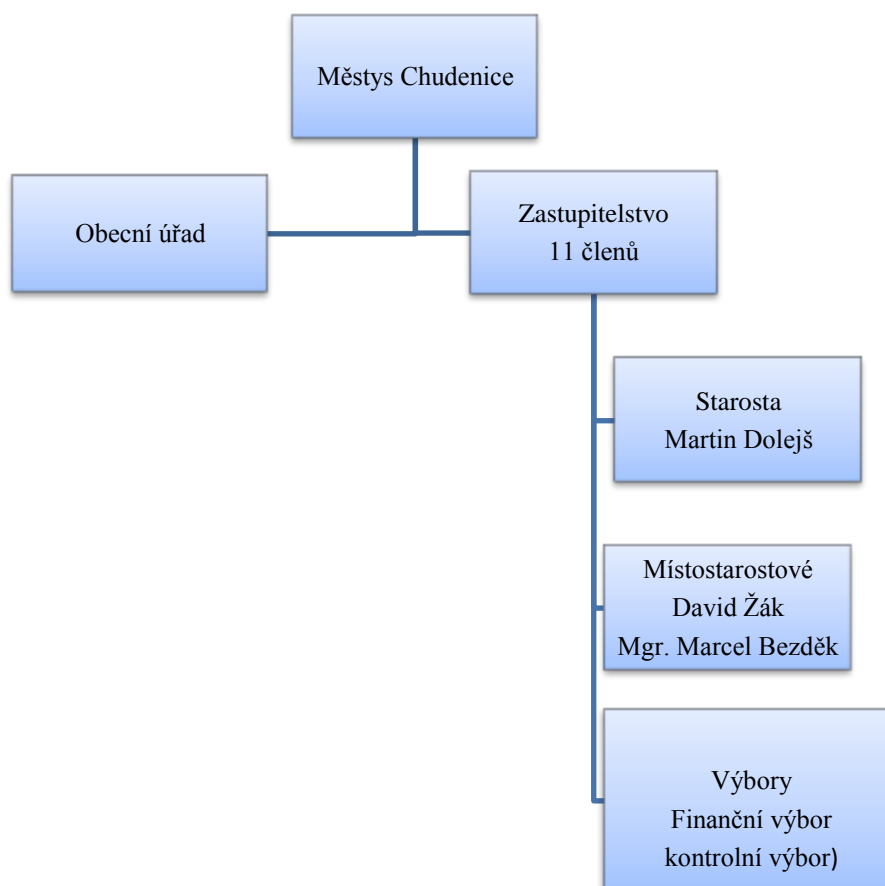 Městys Chudenice
Obecní úřad
Zastupitelstvo
11 členů
Starosta
Martin Dolejš
Místostarostové
David Žák
Mgr. Marcel Bezděk
Výbory
Finanční výbor
kontrolní výbor)